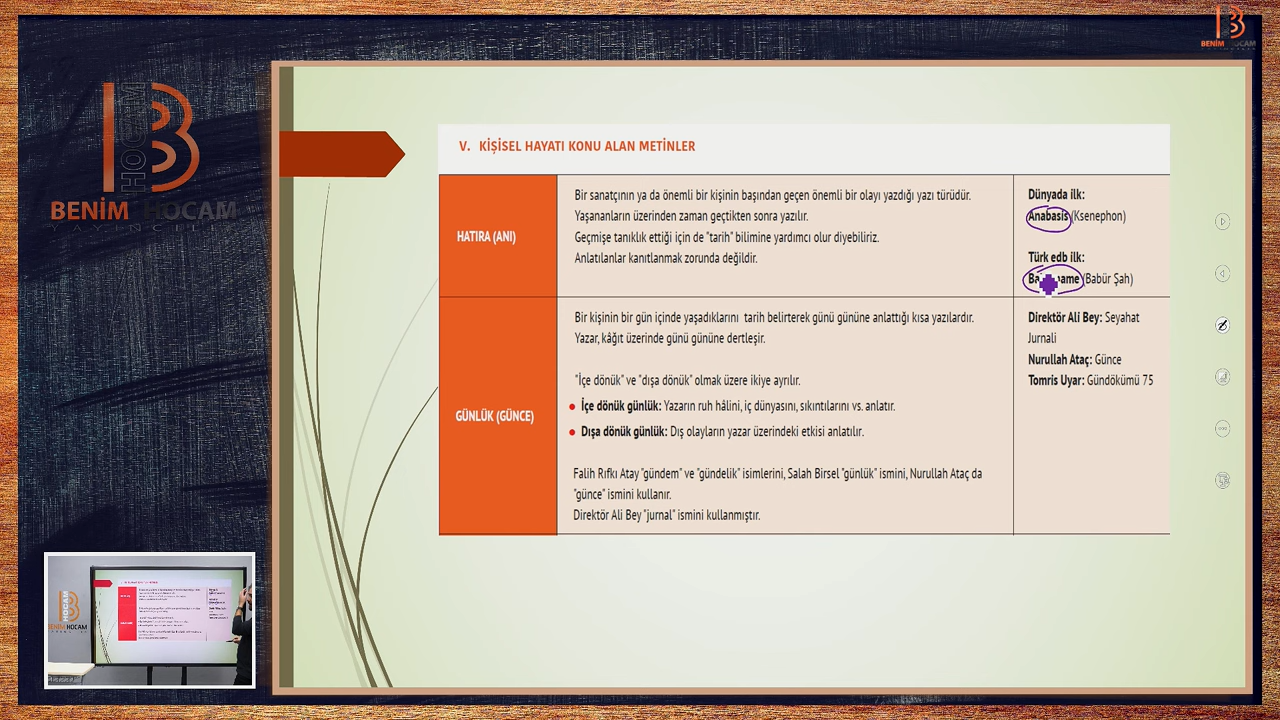 BENİM HOCAM
HOCAM
BENİM HOCAM
V. KİŞİSEL HAYATI KONU ALAN METİNLER
HATIRA (ANI)
Bir sanatçının ya da önemli bir kişinin başından geçen önemli bir olayı yazdığı yazı türüdür.
Yaşananların üzerinden zaman geçtikten sonra yazılır.
Geçmişe tanıklık ettiği için de "tarih" bilimine yardımcı olur diyebiliriz.
Anlatılanlar kanıtlanmak zorunda değildir.
Dünyada ilk:
Anabasis (Ksenephon)
Türk edb ilk:
(Babür Şah)
GÜNLÜK (GÜNCE)
Bir kişinin bir gün içinde yaşadıklarını tarih belirterek günü gününe anlattığı kısa yazılardır.
Yazar, kâğıt üzerinde günü gününe dertleşir.
"İçe dönük" ve "dışa dönük" olmak üzere ikiye ayrılır.
• İçe dönük günlük: Yazarın ruh hâlini, iç dünyasını, sıkıntılarını vs. anlatır.
• Dışa dönük günlük: Dış olayların yazar üzerindeki etkisi anlatılır.
Falih Rıfkı Atay "gündem" ve "gündelik" isimlerini, Salah Birsel "günlük" ismini, Nurullah Ataç da
"günce" ismini kullanır.
Direktör Ali Bey "jurnal" ismini kullanmıştır.
Direktör Ali Bey: Seyahat
Jurnali
Nurullah Ataç: Günce
Tomris Uyar: Gündökümü 75
HOCAM
BENİM HOCAM